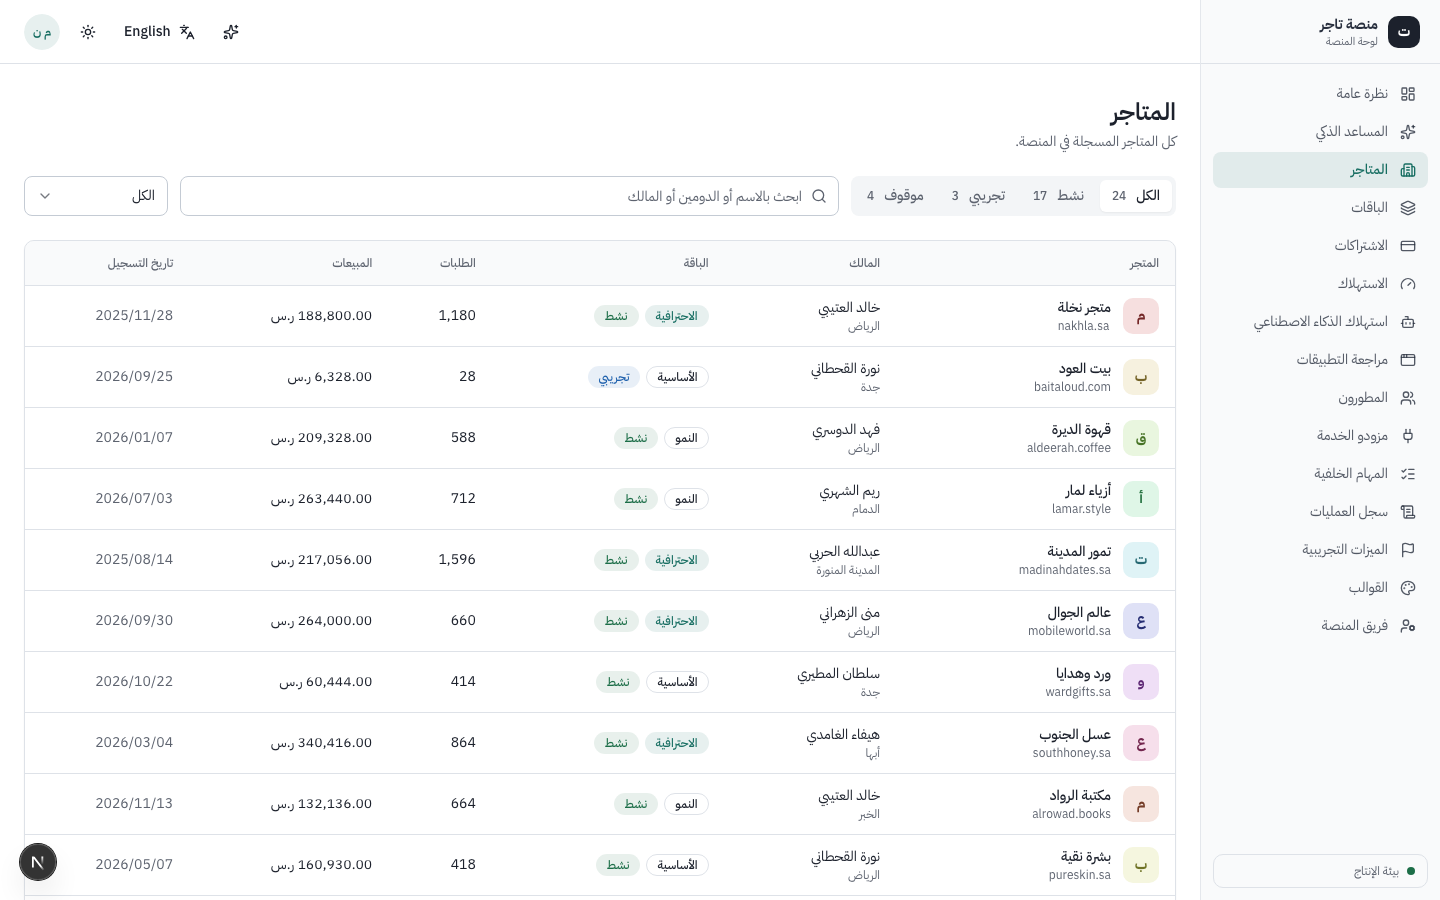 ت
منصة تاجر
لوحة المنصة
English
م ن
نظرة عامة
المساعد الذكي
المتاجر
الباقات
الاشتراكات
الاستهلاك
استهلاك الذكاء الاصطناعي
مراجعة التطبيقات
المطورون
مزودو الخدمة
المهام الخلفية
سجل العمليات
الميزات التجريبية
القوالب
فريق المنصة
بيئة الإنتاج
المتاجر
كل المتاجر المسجلة في المنصة.
الكل 24 نشط 17 تجريبي 3 موقوف 4
ابحث بالاسم أو الدومين أو المالك
الكل
المتجر المالك الباقة الطلبات المبيعات تاريخ التسجيل
م متجر نخلة خالد العتيبي الاحترافية نشط 1,180 188,800.00 ر.س 2025/11/28
nakhla.sa الرياض
ب بيت العود نورة القحطاني الأساسية تجريبي 28 6,328.00 ر.س 2026/09/25
baitaloud.com جدة
ق قهوة الديرة فهد الدوسري النمو نشط 588 209,328.00 ر.س 2026/01/07
aldeerah.coffee الرياض
أ أزياء لمار ريم الشهري النمو نشط 712 263,440.00 ر.س 2026/07/03
lamar.style الدمام
ت تمور المدينة عبدالله الحربي الاحترافية نشط 1,596 217,056.00 ر.س 2025/08/14
madinahdates.sa المدينة المنورة
ع عالم الجوال منى الزهراني الاحترافية نشط 660 264,000.00 ر.س 2026/09/30
mobileworld.sa الرياض
و ورد وهدايا سلطان المطيري الأساسية نشط 414 60,444.00 ر.س 2026/10/22
wardgifts.sa جدة
ع عسل الجنوب هيفاء الغامدي الاحترافية نشط 864 340,416.00 ر.س 2026/03/04
southhoney.sa أبها
م مكتبة الرواد خالد العتيبي النمو نشط 664 132,136.00 ر.س 2026/11/13
alrowad.books الخبر
ب بشرة نقية نورة القحطاني الأساسية نشط 418 160,930.00 ر.س 2026/05/07
pureskin.sa الرياض
N